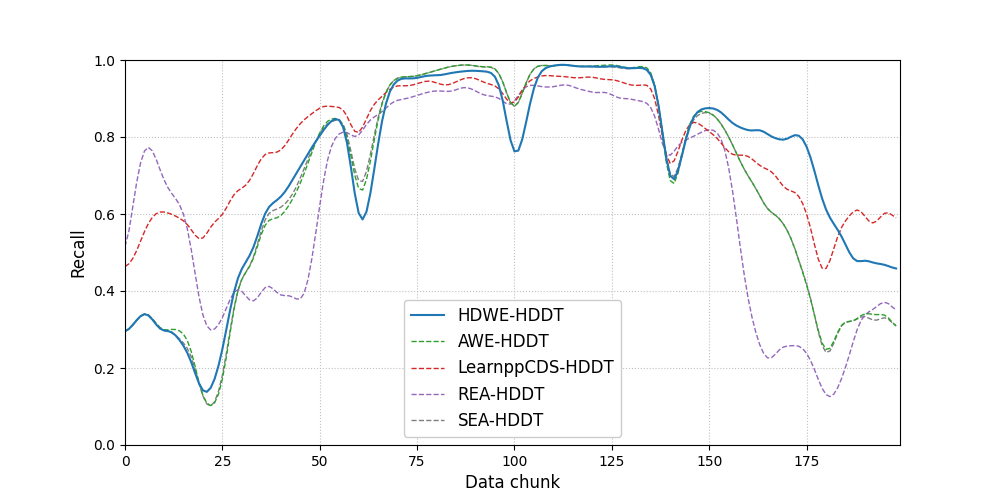 1.0
0.8
0.6
0.4
0.2
0.0
Recall
HDWE-HDDT
AWE-HDDT
LearnppCDS-HDDT
REA-HDDT
SEA-HDDT
0 25 50 75 100 125 150 175
Data chunk